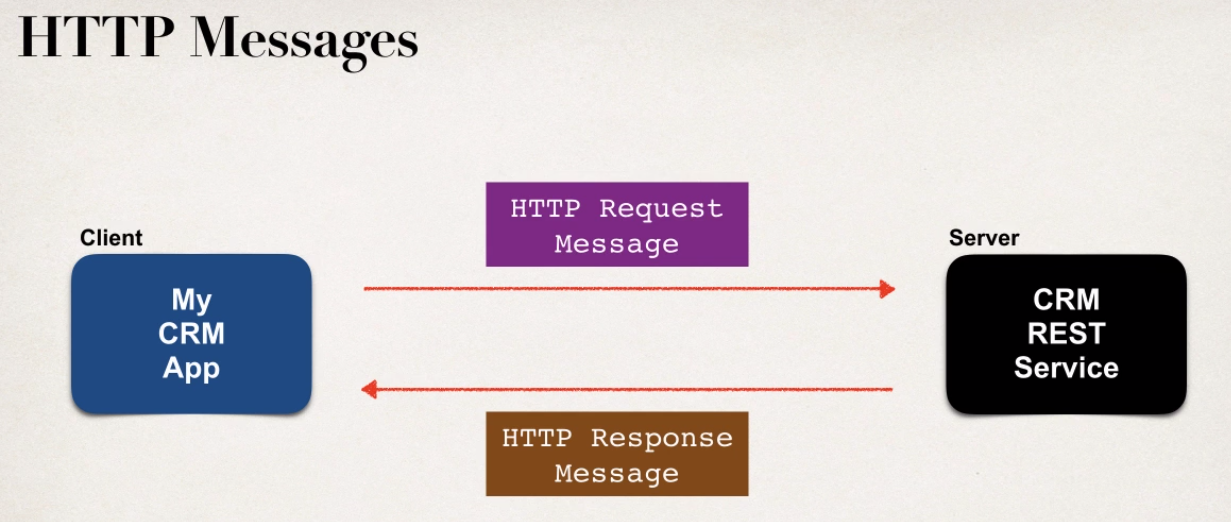 HTTP Messages
HTTP Request
Message
Client
My
CRM
App
Server
CRM
REST
Service
HTTP Response
Message